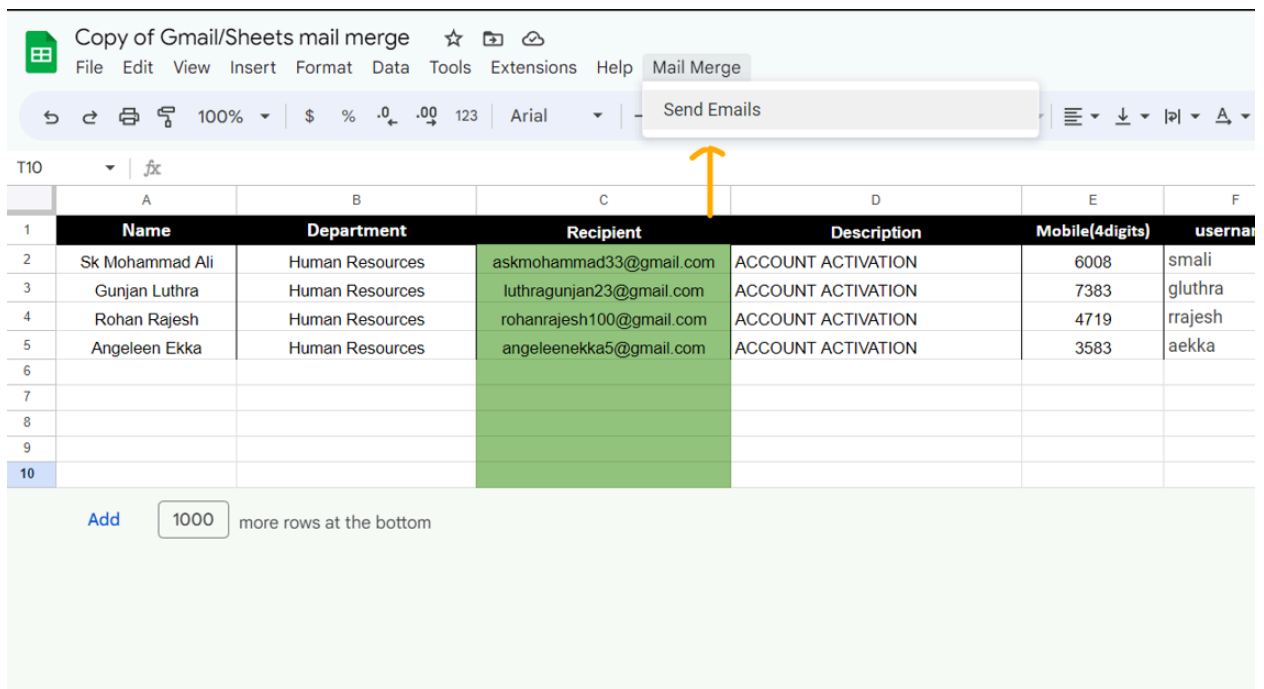 Copy of Gmail/Sheets mail merge
File Edit View Insert Format Data Tools Extensions Help Mail Merge
100% $ % .0 .00 123 Arial
Send Emails
T10 fx
A B C D E F
1 Name Department Recipient Description Mobile(4digits) usernar
2 Sk Mohammad Ali Human Resources askmohammad33@gmail.com ACCOUNT ACTIVATION 6008 smali
3 Gunjan Luthra Human Resources luthragunjan23@gmail.com ACCOUNT ACTIVATION 7383 gluthra
4 Rohan Rajesh Human Resources rohanrajesh100@gmail.com ACCOUNT ACTIVATION 4719 rrajesh
5 Angeleen Ekka Human Resources angeleenekka5@gmail.com ACCOUNT ACTIVATION 3583 aekka
6
7
8
9
10
Add 1000 more rows at the bottom